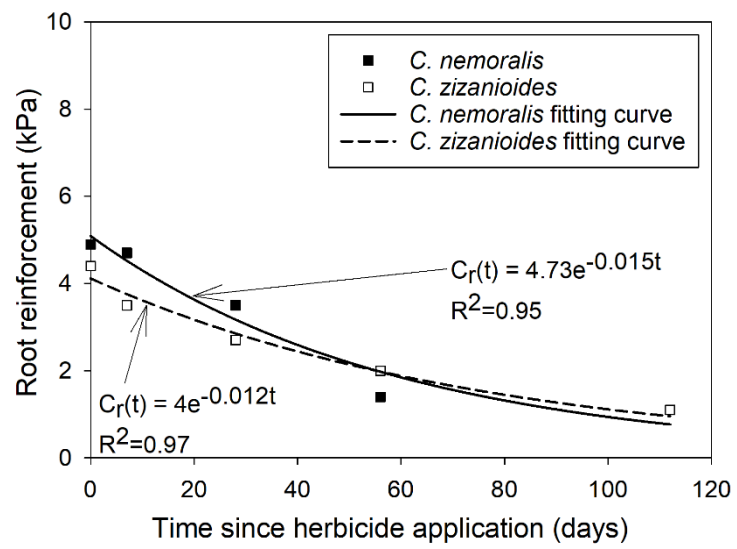 10
8
6
4
2
0
Root reinforcement (kPa)
C. nemoralis
C. zizanioides
C. nemoralis fitting curve
C. zizanioides fitting curve
Cr(t) = 4.73e-0.015t
R2=0.95
Cr(t) = 4e-0.012t
R2=0.97
0 20 40 60 80 100 120
Time since herbicide application (days)